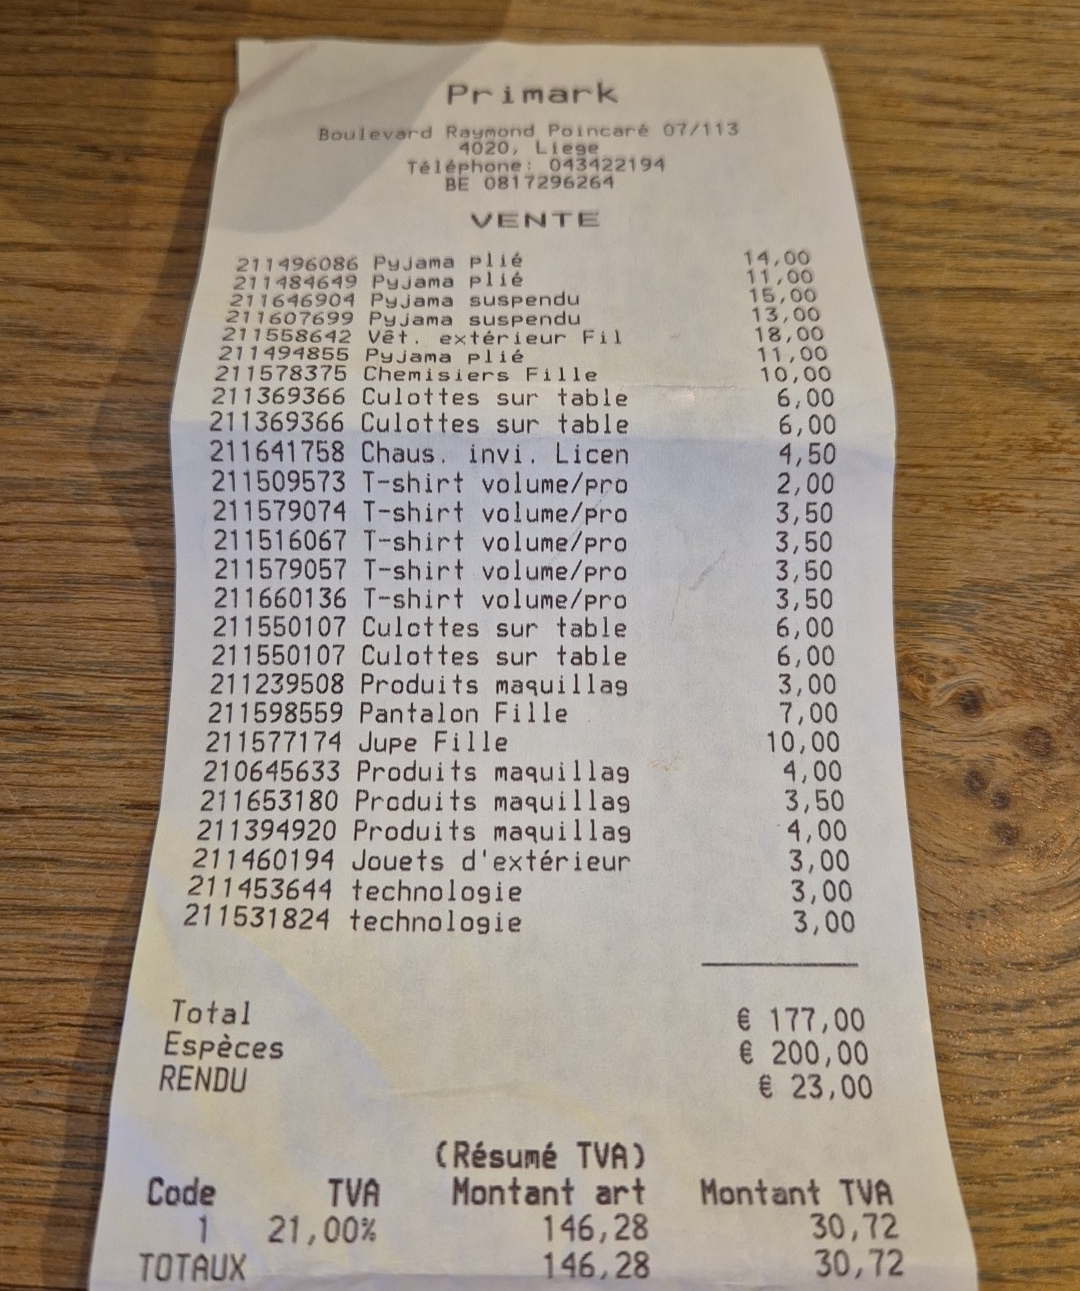 Primark
Boulevard Raymond Poincaré 07/113
4020, Liege
Téléphone: 043422194
BE 0817296264
VENTE
211496086 Pyjama plié 14,00
211484649 Pyjama plié 11,00
211646904 Pyjama suspendu 15,00
211607699 Pyjama suspendu 13,00
211558642 Vêt. extérieur Fil 18,00
211494855 Pyjama plié 11,00
211578375 Chemisiers Fille 10,00
211369366 Culottes sur table 6,00
211369366 Culottes sur table 6,00
211641758 Chaus. invi. Licen 4,50
211509573 T-shirt volume/pro 2,00
211579074 T-shirt volume/pro 3,50
211516067 T-shirt volume/pro 3,50
211579057 T-shirt volume/pro 3,50
211660136 T-shirt volume/pro 3,50
211550107 Culottes sur table 6,00
211550107 Culottes sur table 6,00
211239508 Produits maquillag 3,00
211598559 Pantalon Fille 7,00
211577174 Jupe Fille 10,00
210645633 Produits maquillag 4,00
211653180 Produits maquillag 3,50
211394920 Produits maquillag 4,00
211460194 Jouets d'extérieur 3,00
211453644 technologie 3,00
211531824 technologie 3,00
Total € 177,00
Espèces € 200,00
RENDU € 23,00
(Résumé TVA)
Code TVA Montant art Montant TVA
1 21,00% 146,28 30,72
TOTAUX 146,28 30,72